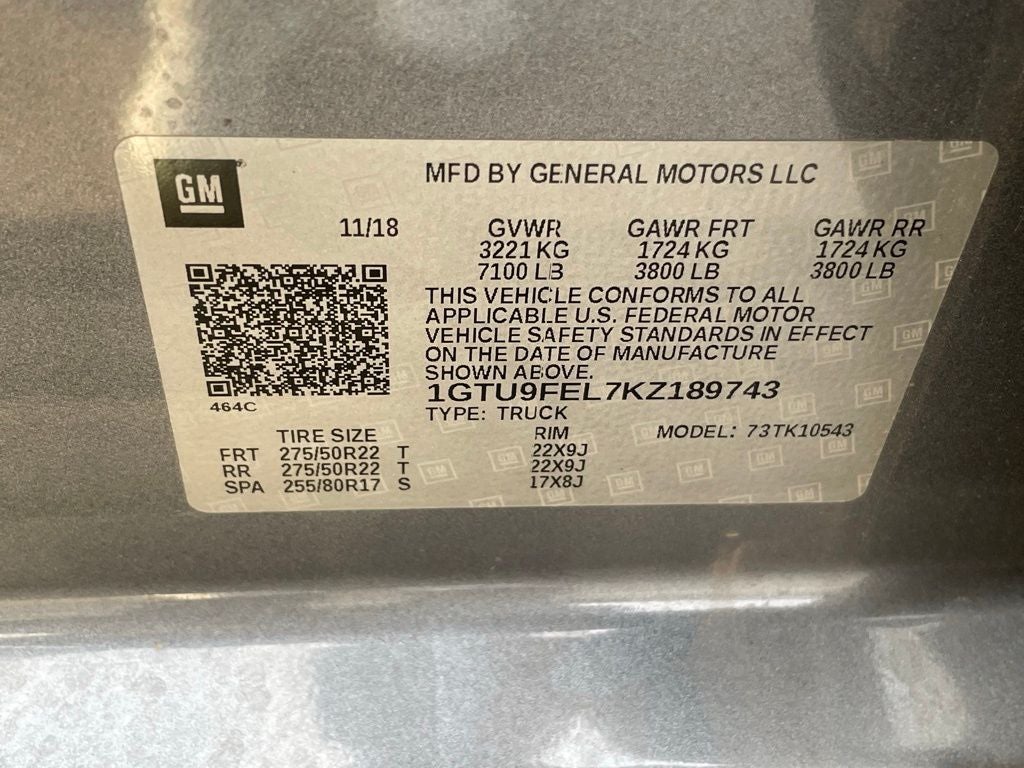 GM
MFD BY GENERAL MOTORS LLC
11/18 GVWR GAWR FRT GAWR RR
3221 KG 1724 KG 1724 KG
7100 LB 3800 LB 3800 LB
THIS VEHICLE CONFORMS TO ALL
APPLICABLE U.S. FEDERAL MOTOR
VEHICLE SAFETY STANDARDS IN EFFECT
ON THE DATE OF MANUFACTURE
SHOWN ABOVE.
1GTU9FEL7KZ189743
464C
TYPE: TRUCK
TIRE SIZE RIM MODEL: 73TK10543
FRT 275/50R22 T 22X9J
RR 275/50R22 T 22X9J
SPA 255/80R17 S 17X8J